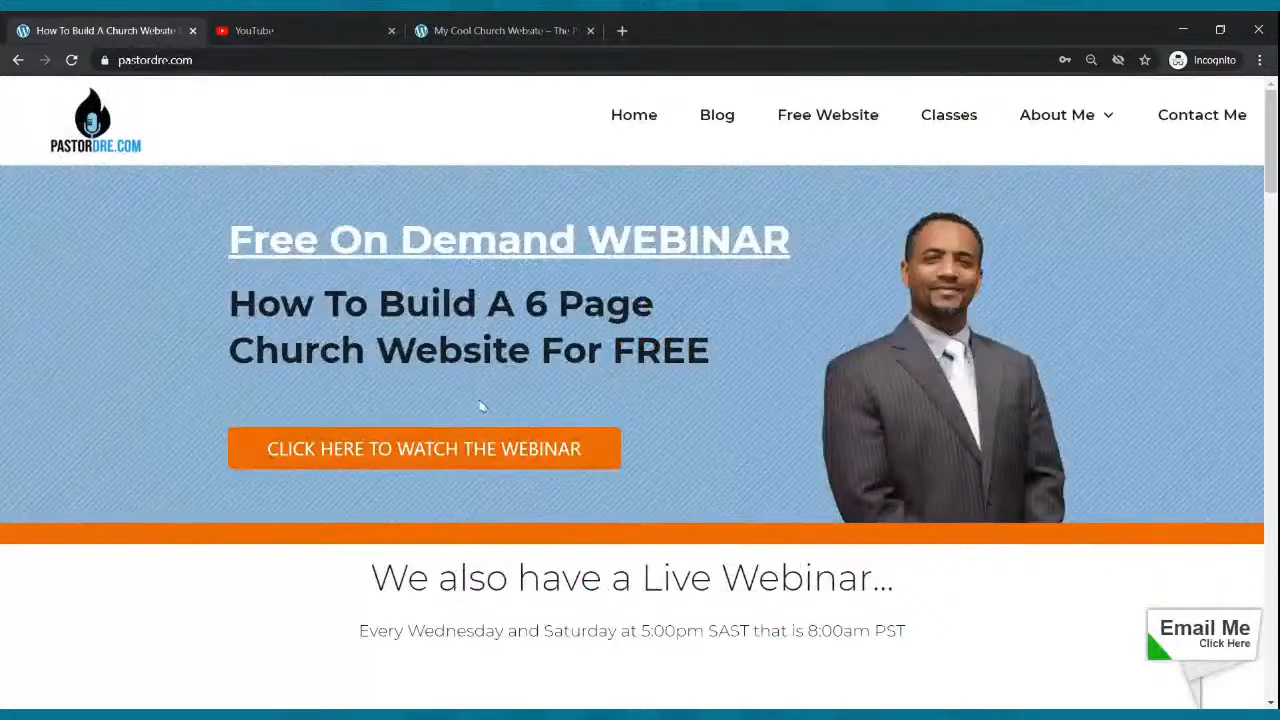 How To Build A Church Website
YouTube
My Cool Church Website – The P
pastordre.com
Incognito
PASTORDRE.COM
Home
Blog
Free Website
Classes
About Me
Contact Me
Free On Demand WEBINAR
How To Build A 6 Page
Church Website For FREE
CLICK HERE TO WATCH THE WEBINAR
We also have a Live Webinar...
Every Wednesday and Saturday at 5:00pm SAST that is 8:00am PST
Email Me
Click Here